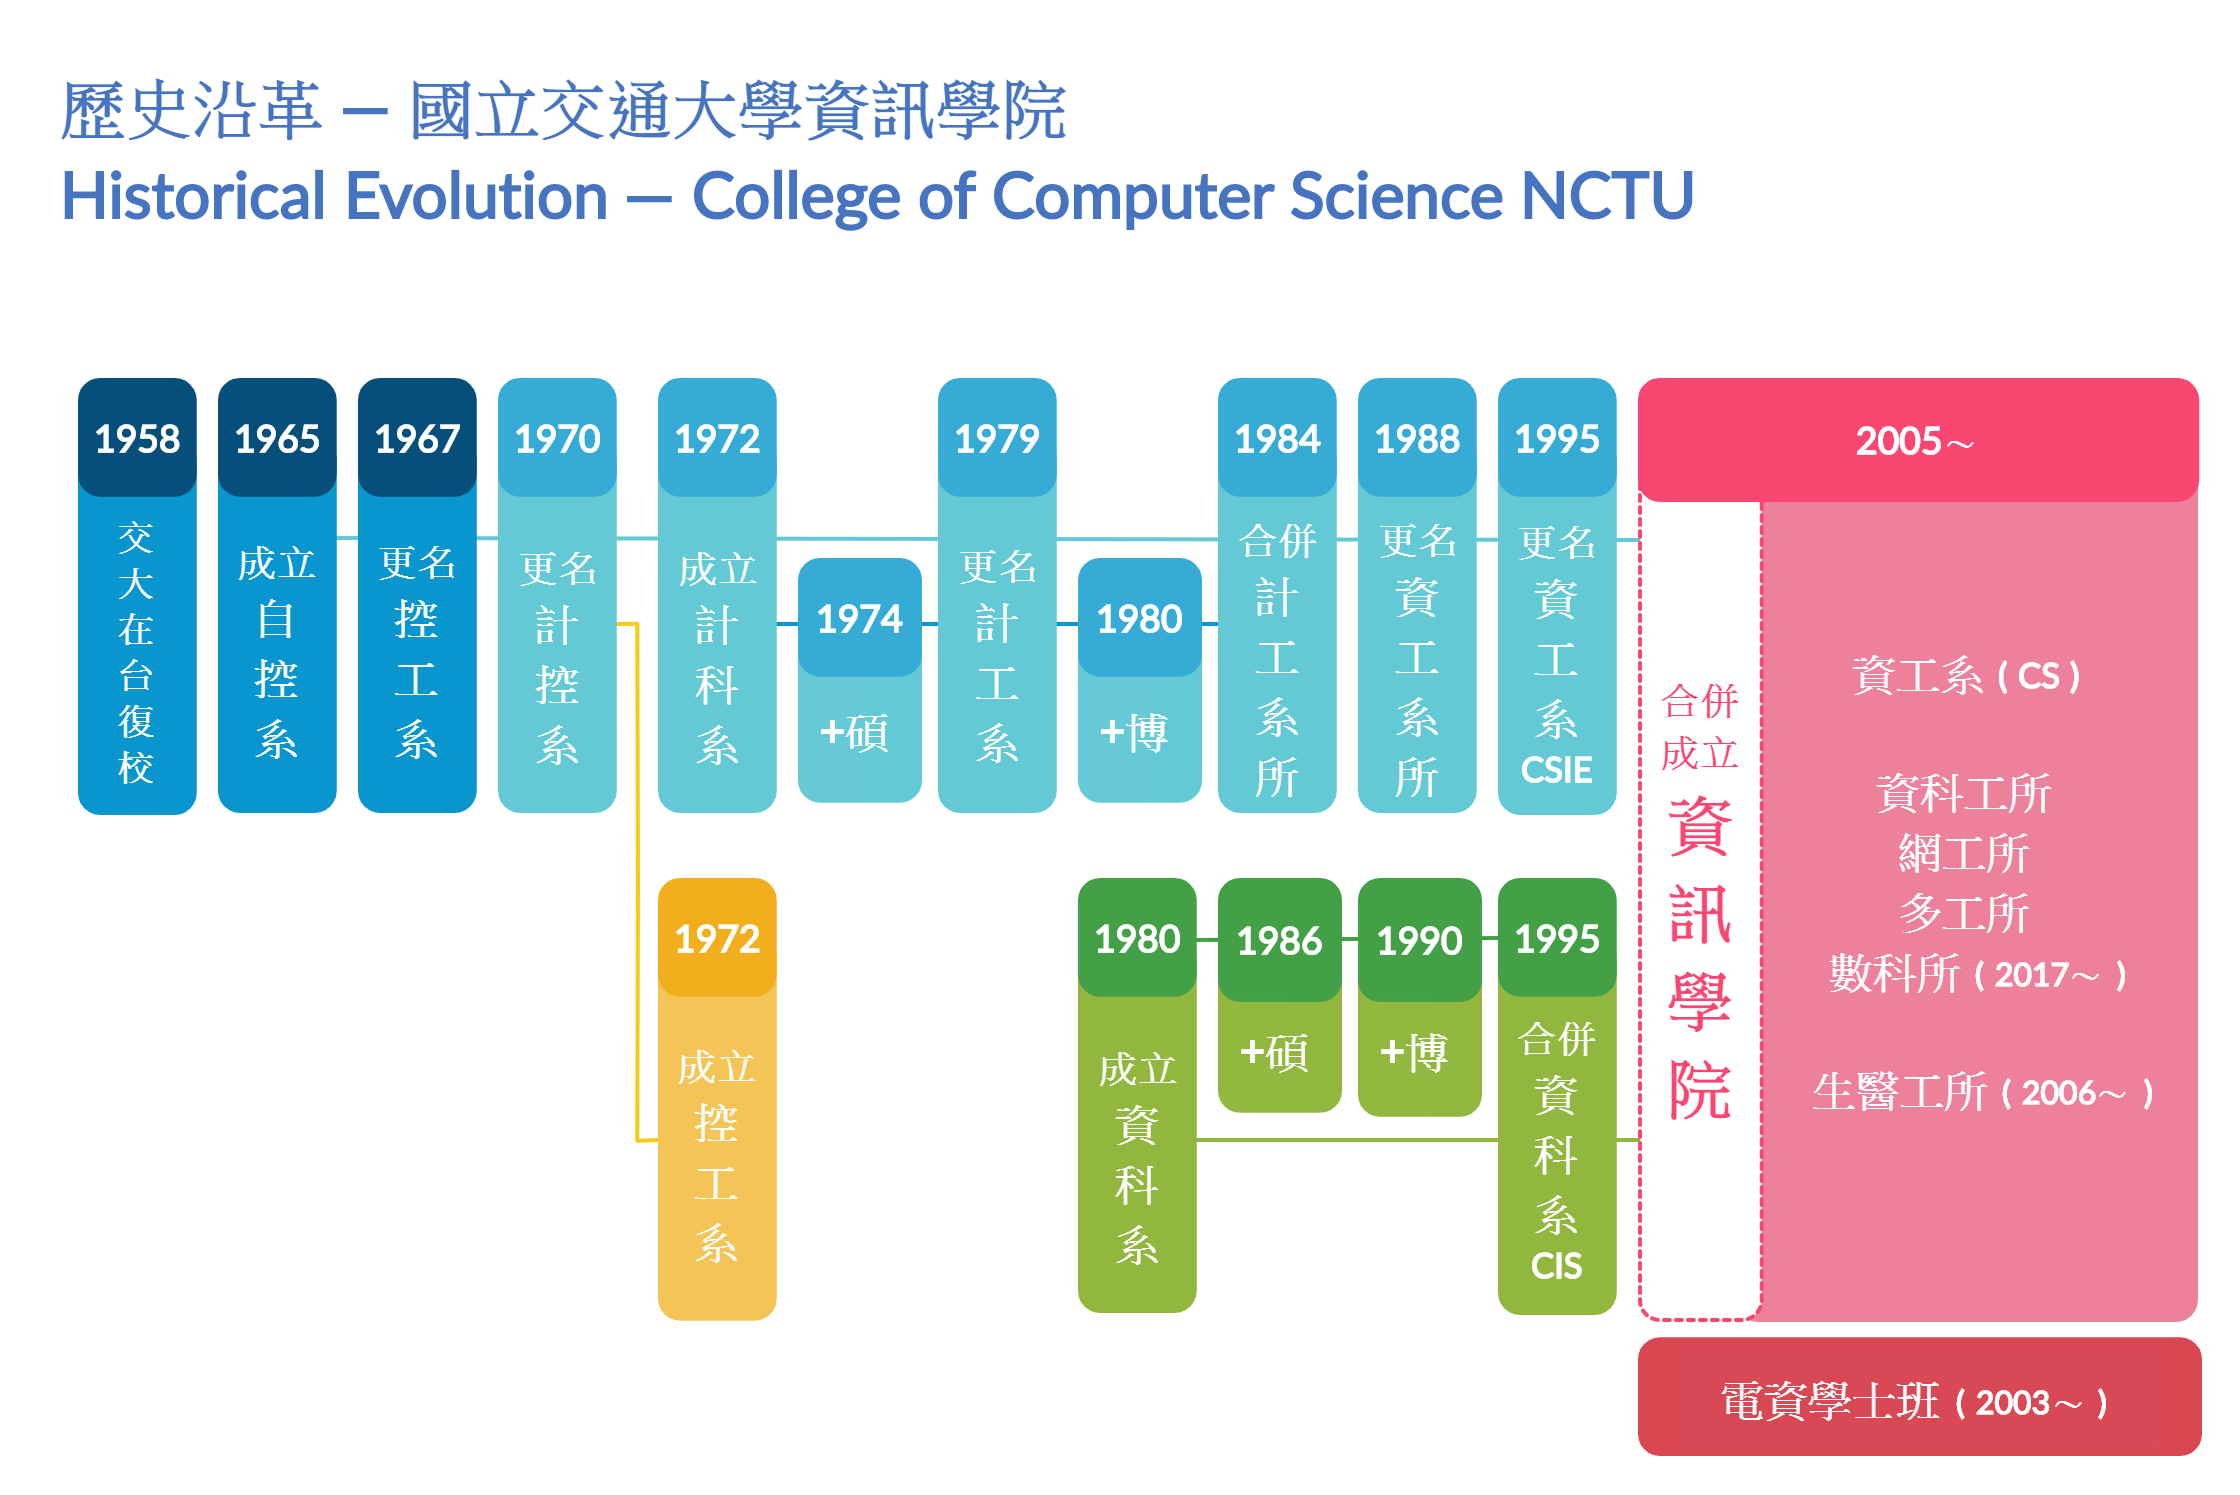 歷史沿革 — 國立交通大學資訊學院
Historical Evolution — College of Computer Science NCTU
1958
交大在台復校
1965
成立
自控系
1967
更名
控工系
1970
更名
計控系
1972
成立
計科系
1974
+碩
1979
更名
計工系
1980
+博
1984
合併
計工系所
1988
更名
資工系所
1995
更名
資工系
CSIE
1972
成立
控工系
1980
成立
資科系
1986
+碩
1990
+博
1995
合併
資科系
CIS
2005～
合併
成立
資訊學院
資工系 ( CS )
資科工所
網工所
多工所
數科所 ( 2017～ )
生醫工所 ( 2006～ )
電資學士班 ( 2003～ )